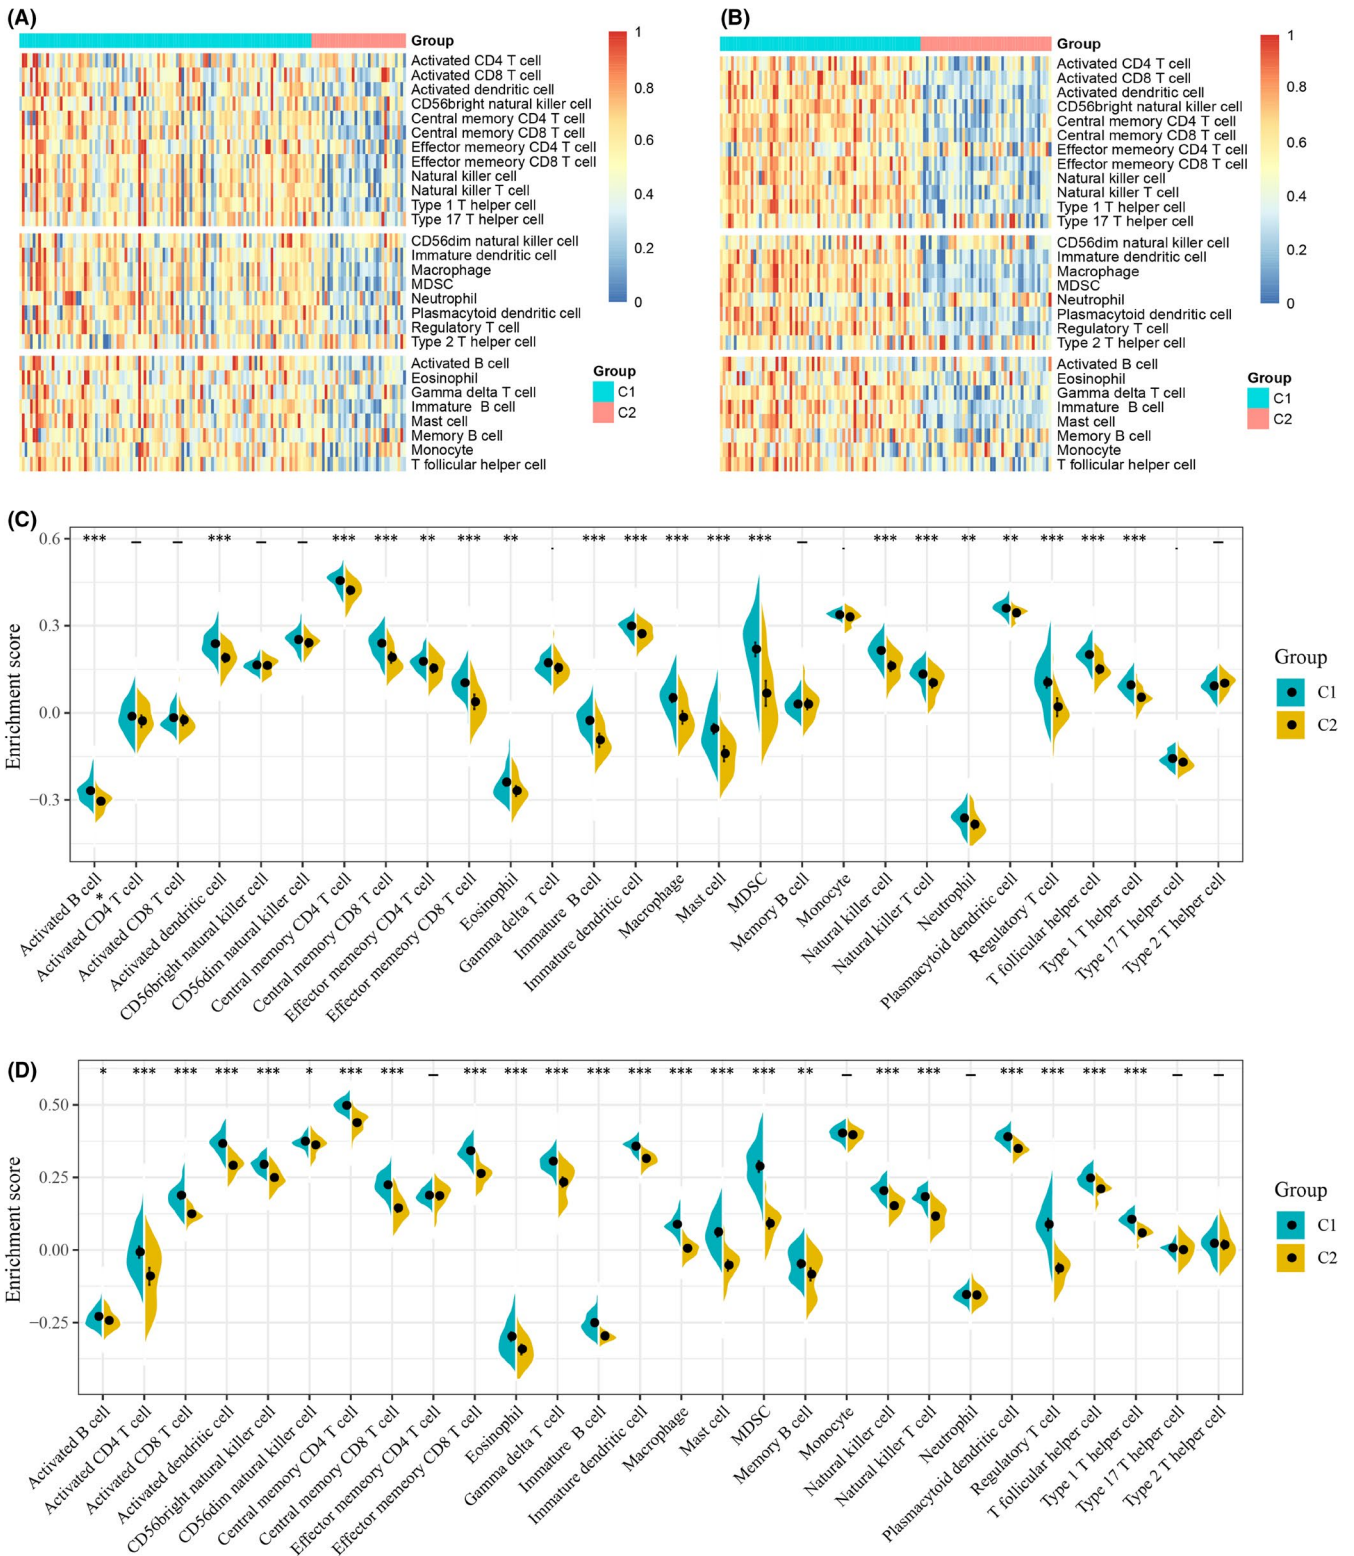 (A)
Group
Activated CD4 T cell
Activated CD8 T cell
Activated dendritic cell
CD56bright natural killer cell
Central memory CD4 T cell
Central memory CD8 T cell
Effector memeory CD4 T cell
Effector memeory CD8 T cell
Natural killer cell
Natural killer T cell
Type 1 T helper cell
Type 17 T helper cell
CD56dim natural killer cell
Immature dendritic cell
Macrophage
MDSC
Neutrophil
Plasmacytoid dendritic cell
Regulatory T cell
Type 2 T helper cell
Activated B cell
Eosinophil
Gamma delta T cell
Immature B cell
Mast cell
Memory B cell
Monocyte
T follicular helper cell
1
0.8
0.6
0.4
0.2
0
Group
C1
C2
(B)
Group
Activated CD4 T cell
Activated CD8 T cell
Activated dendritic cell
CD56bright natural killer cell
Central memory CD4 T cell
Central memory CD8 T cell
Effector memeory CD4 T cell
Effector memeory CD8 T cell
Natural killer cell
Natural killer T cell
Type 1 T helper cell
Type 17 T helper cell
CD56dim natural killer cell
Immature dendritic cell
Macrophage
MDSC
Neutrophil
Plasmacytoid dendritic cell
Regulatory T cell
Type 2 T helper cell
Activated B cell
Eosinophil
Gamma delta T cell
Immature B cell
Mast cell
Memory B cell
Monocyte
T follicular helper cell
1
0.8
0.6
0.4
0.2
0
Group
C1
C2
(C)
*** – – *** – – *** *** ** *** ** . *** *** *** *** *** – . *** *** ** ** *** *** *** . –
Enrichment score
0.6
0.3
0.0
−0.3
Activated B cell
*
Activated CD4 T cell
Activated CD8 T cell
Activated dendritic cell
CD56bright natural killer cell
CD56dim natural killer cell
Central memory CD4 T cell
Central memory CD8 T cell
Effector memory CD4 T cell
Effector memory CD8 T cell
Eosinophil
Gamma delta T cell
Immature B cell
Immature dendritic cell
Macrophage
Mast cell
MDSC
Memory B cell
Monocyte
Natural killer cell
Natural killer T cell
Neutrophil
Plasmacytoid dendritic cell
Regulatory T cell
T follicular helper cell
Type 1 T helper cell
Type 17 T helper cell
Type 2 T helper cell
Group
C1
C2
(D)
* *** *** *** *** * *** *** – *** *** *** *** *** *** *** *** ** – *** *** – *** *** *** *** – –
Enrichment score
0.50
0.25
0.00
−0.25
Activated B cell
Activated CD4 T cell
Activated CD8 T cell
Activated dendritic cell
CD56bright natural killer cell
CD56dim natural killer cell
Central memory CD4 T cell
Central memory CD8 T cell
Effector memory CD4 T cell
Effector memory CD8 T cell
Eosinophil
Gamma delta T cell
Immature B cell
Immature dendritic cell
Macrophage
Mast cell
MDSC
Memory B cell
Monocyte
Natural killer cell
Natural killer T cell
Neutrophil
Plasmacytoid dendritic cell
Regulatory T cell
T follicular helper cell
Type 1 T helper cell
Type 17 T helper cell
Type 2 T helper cell
Group
C1
C2